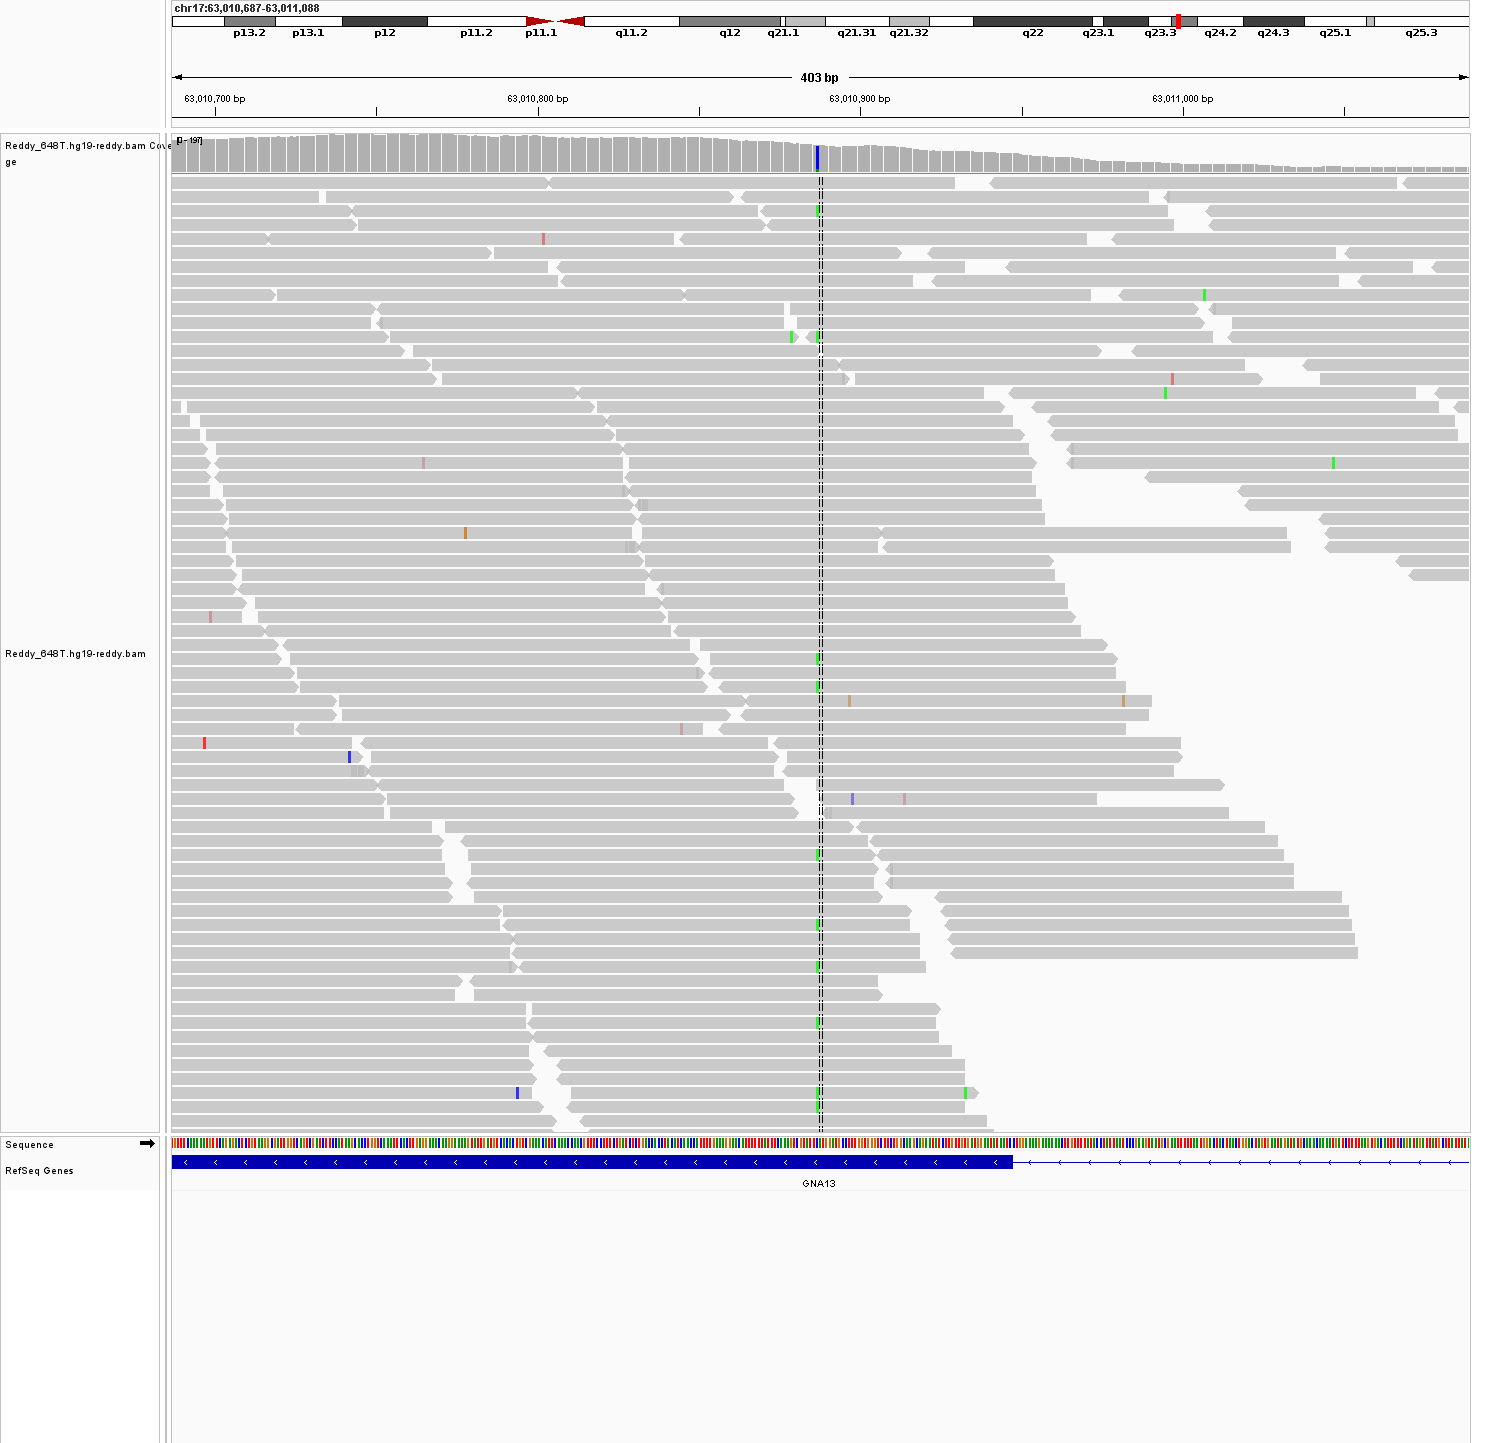 chr17:63,010,687-63,011,088
p13.2 p13.1 p12 p11.2 p11.1 q11.2 q12 q21.1 q21.31 q21.32 q22 q23.1 q23.3 q24.2 q24.3 q25.1 q25.3
403 bp
63,010,700 bp 63,010,800 bp 63,010,900 bp 63,011,000 bp
Reddy_648T.hg19-reddy.bam Cove
ge
[0 - 197]
Reddy_648T.hg19-reddy.bam
Sequence
RefSeq Genes
GNA13